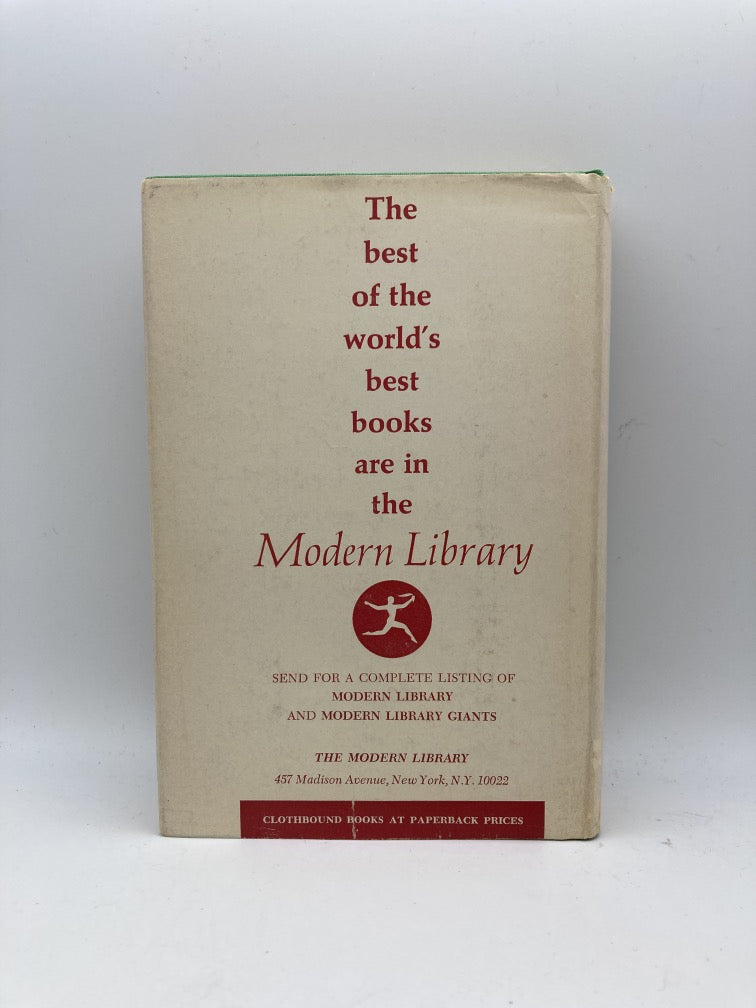 The
best
of the
world's
best
books
are in
the
Modern Library
SEND FOR A COMPLETE LISTING OF
MODERN LIBRARY
AND MODERN LIBRARY GIANTS
THE MODERN LIBRARY
457 Madison Avenue, New York, N.Y. 10022
CLOTHBOUND BOOKS AT PAPERBACK PRICES